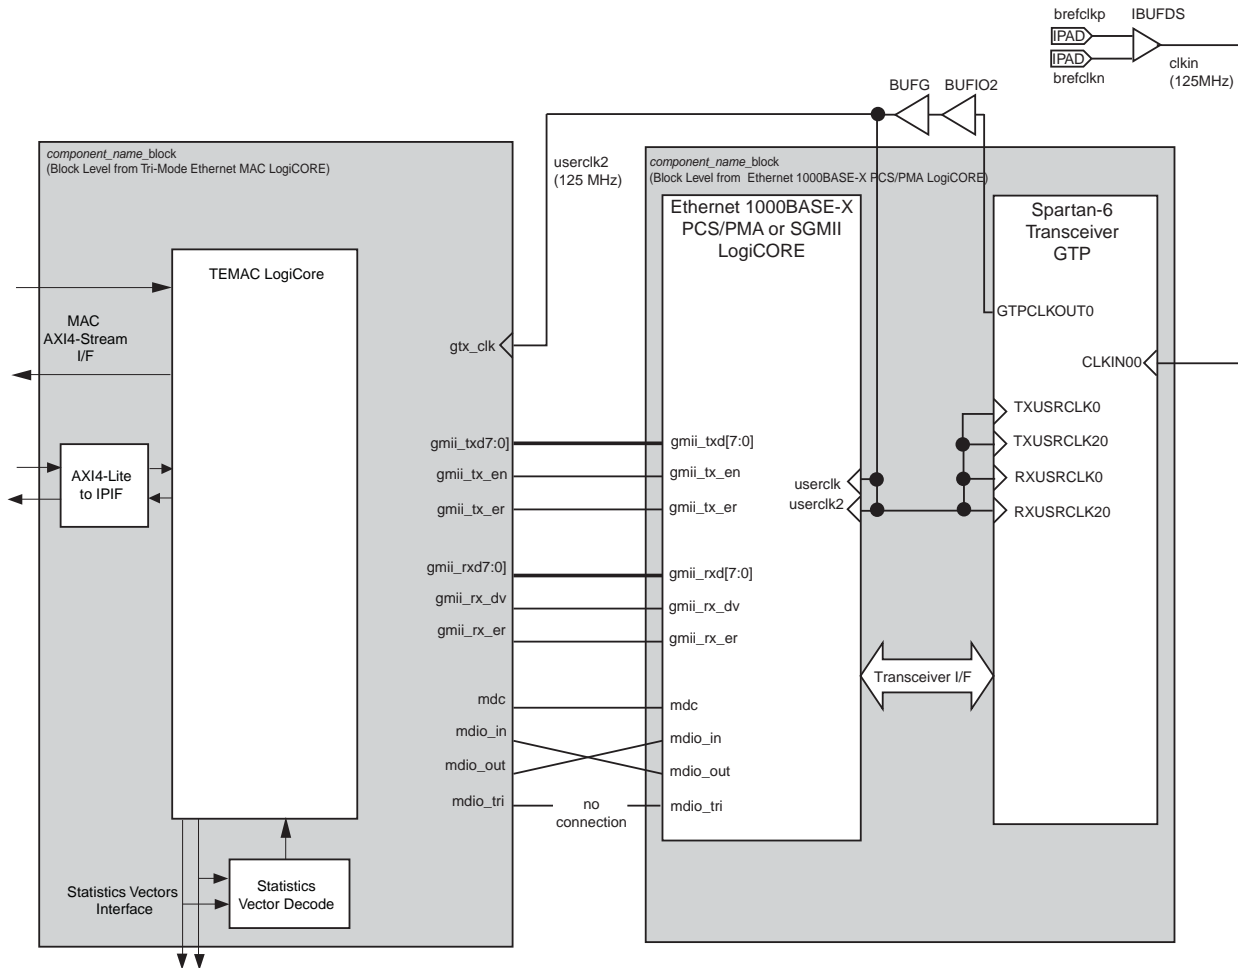 brefclkp
IBUFDS
IPAD
IPAD
clkin
(125MHz)
brefclkn
BUFG
BUFIO2
component_name_block
(Block Level from Tri-Mode Ethernet MAC LogiCORE)
userclk2
(125 MHz)
component_name_block
(Block Level from Ethernet 1000BASE-X PCS/PMA LogiCORE)
Ethernet 1000BASE-X
PCS/PMA or SGMII
LogiCORE
Spartan-6
Transceiver
GTP
TEMAC LogiCore
GTPCLKOUT0
MAC
AXI4-Stream
I/F
gtx_clk
CLKIN00
TXUSRCLK0
TXUSRCLK20
RXUSRCLK0
RXUSRCLK20
gmii_txd7:0]
gmii_txd[7:0]
gmii_tx_en
gmii_tx_en
gmii_tx_er
gmii_tx_er
userclk
userclk2
AXI4-Lite
to IPIF
gmii_rxd7:0]
gmii_rxd[7:0]
gmii_rx_dv
gmii_rx_dv
gmii_rx_er
gmii_rx_er
Transceiver I/F
mdc
mdc
mdio_in
mdio_in
mdio_out
mdio_out
mdio_tri
no
connection
mdio_tri
Statistics Vectors
Interface
Statistics
Vector Decode